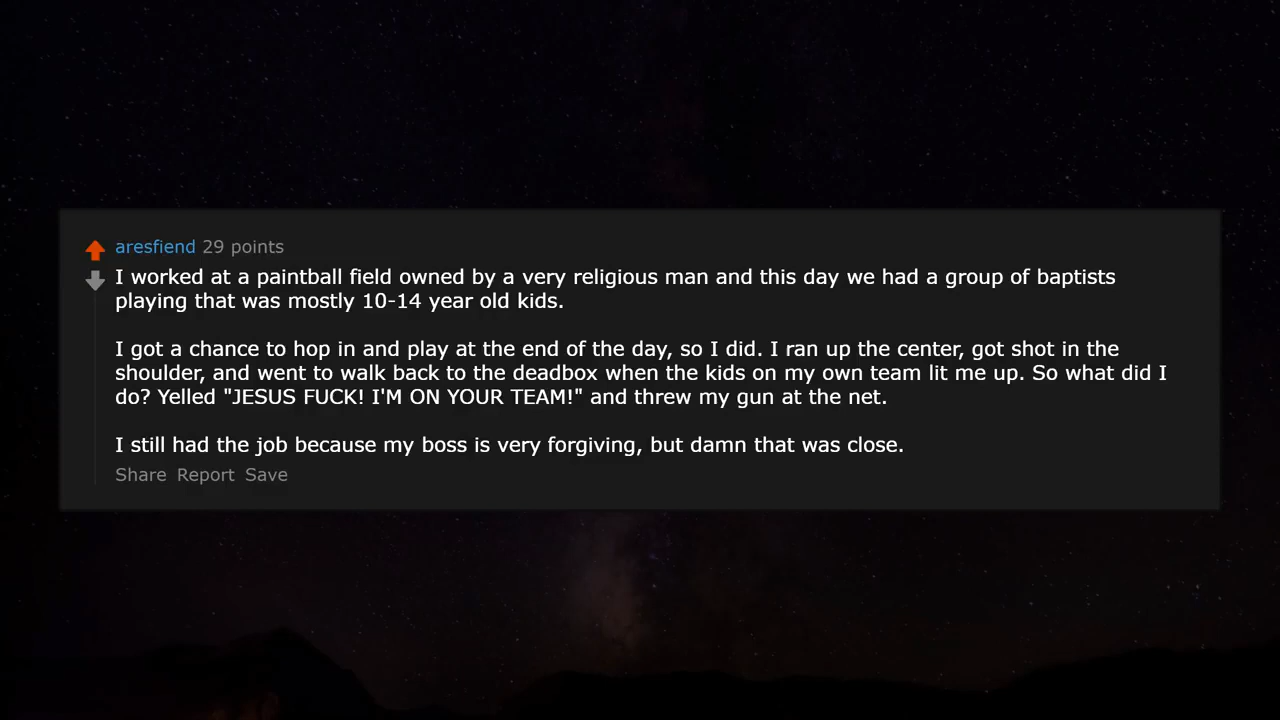 aresfiend 29 points
I worked at a paintball field owned by a very religious man and this day we had a group of baptists
playing that was mostly 10-14 year old kids.
I got a chance to hop in and play at the end of the day, so I did. I ran up the center, got shot in the
shoulder, and went to walk back to the deadbox when the kids on my own team lit me up. So what did I
do? Yelled "JESUS FUCK! I'M ON YOUR TEAM!" and threw my gun at the net.
I still had the job because my boss is very forgiving, but damn that was close.
Share Report Save